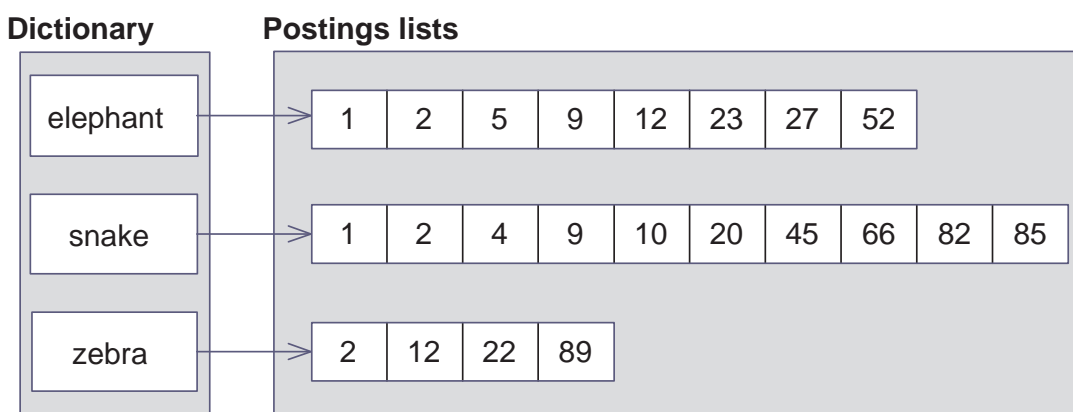 Dictionary Postings lists
elephant 1 2 5 9 12 23 27 52
snake 1 2 4 9 10 20 45 66 82 85
zebra 2 12 22 89